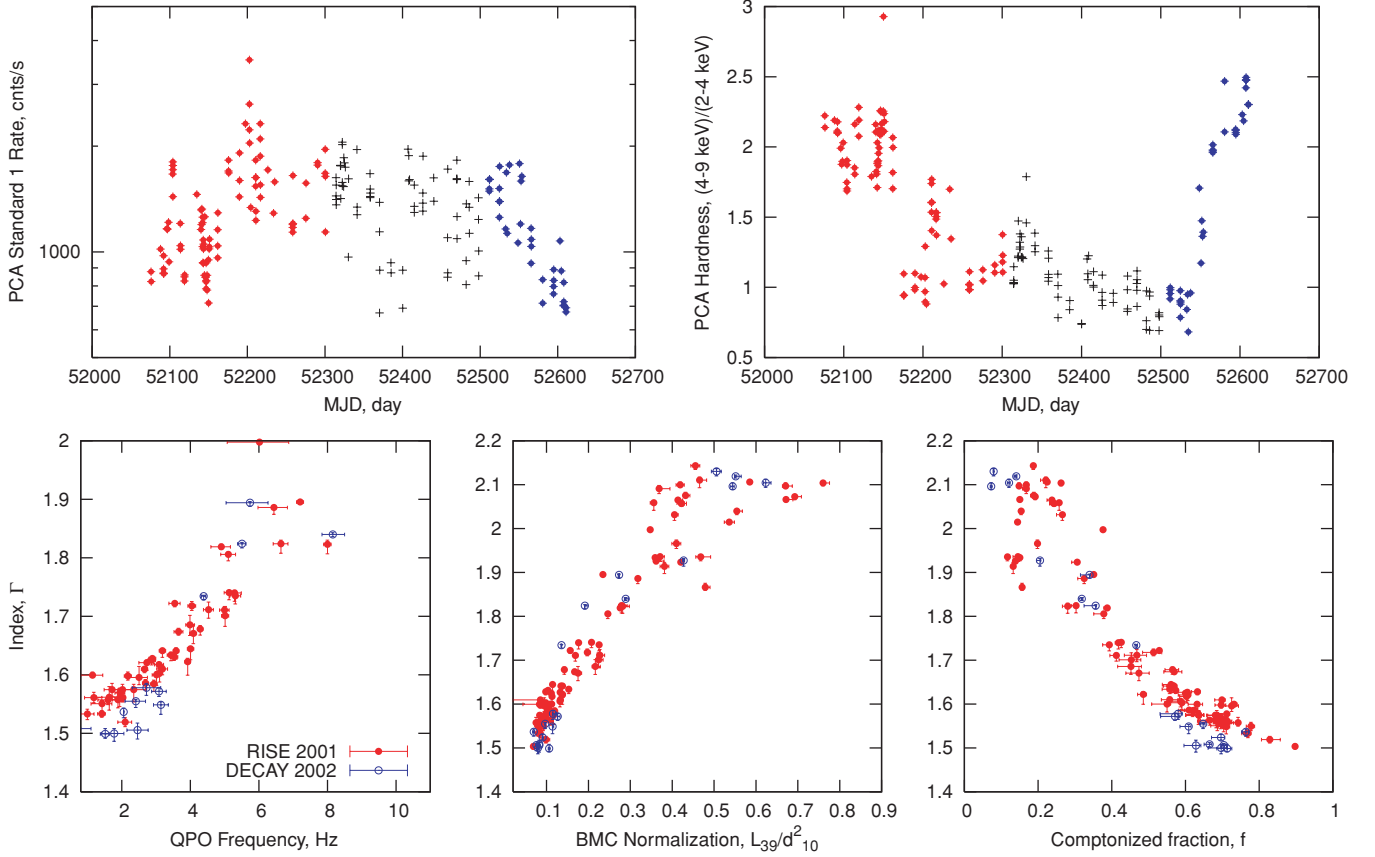 PCA Standard 1 Rate, cnts/s
1000
52000 52100 52200 52300 52400 52500 52600 52700
MJD, day
PCA Hardness, (4-9 keV)/(2-4 keV)
3
2.5
2
1.5
1
0.5
52000 52100 52200 52300 52400 52500 52600 52700
MJD, day
Index, Γ
2
1.9
1.8
1.7
1.6
1.5
1.4
RISE 2001
DECAY 2002
2 4 6 8 10
QPO Frequency, Hz
2.2
2.1
2
1.9
1.8
1.7
1.6
1.5
1.4
0.1 0.2 0.3 0.4 0.5 0.6 0.7 0.8 0.9
BMC Normalization, L39/d²10
2.2
2.1
2
1.9
1.8
1.7
1.6
1.5
1.4
0 0.2 0.4 0.6 0.8 1
Comptonized fraction, f